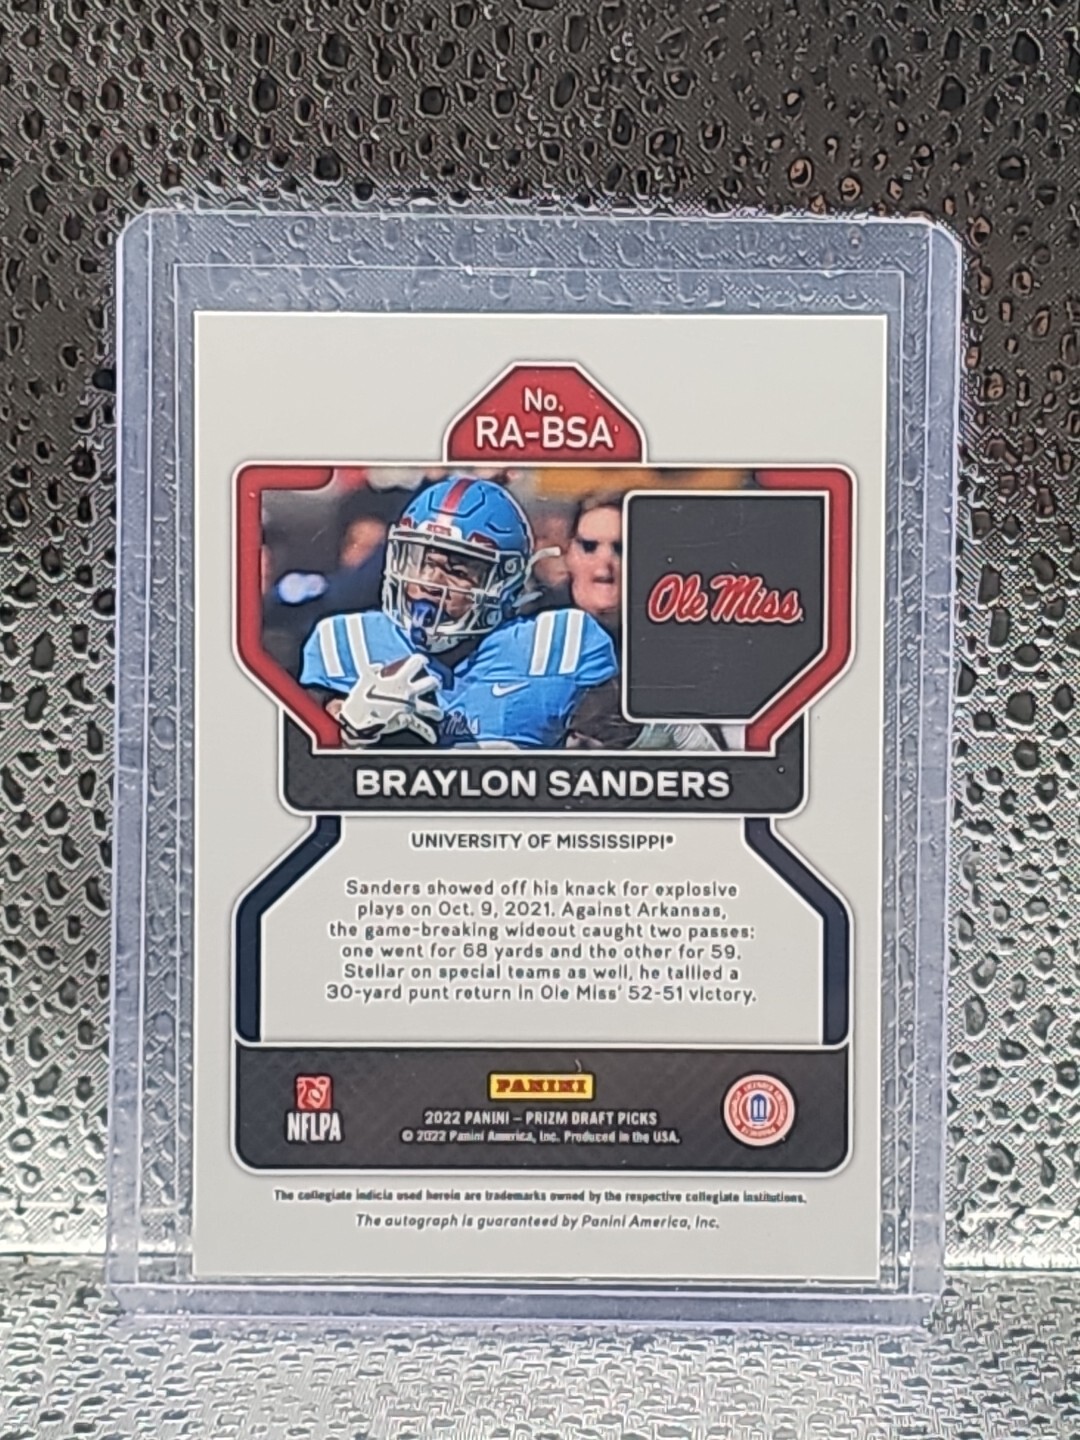 No.
RA-BSA
Ole Miss
BRAYLON SANDERS
UNIVERSITY OF MISSISSIPPI®
Sanders showed off his knack for explosive
plays on Oct. 9, 2021. Against Arkansas,
the game-breaking wideout caught two passes;
one went for 68 yards and the other for 59.
Stellar on special teams as well, he tallied a
30-yard punt return in Ole Miss' 52-51 victory.
NFLPA
PANINI
2022 PANINI – PRIZM DRAFT PICKS
© 2022 Panini America, Inc. Produced in the USA.
The collegiate indicia used herein are trademarks owned by the respective collegiate institutions.
The autograph is guaranteed by Panini America, Inc.